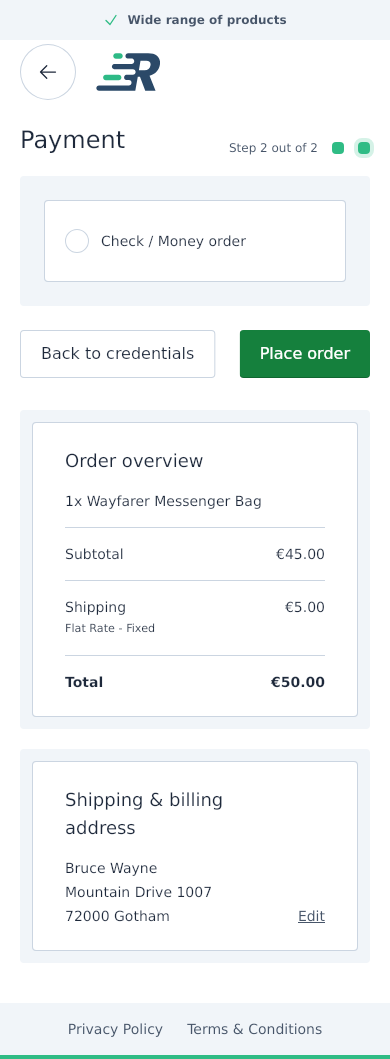 Wide range of products
R
Payment
Step 2 out of 2
Check / Money order
Back to credentials
Place order
Order overview
1x Wayfarer Messenger Bag
Subtotal €45.00
Shipping €5.00
Flat Rate - Fixed
Total €50.00
Shipping & billing
address
Bruce Wayne
Mountain Drive 1007
72000 Gotham Edit
Privacy Policy Terms & Conditions